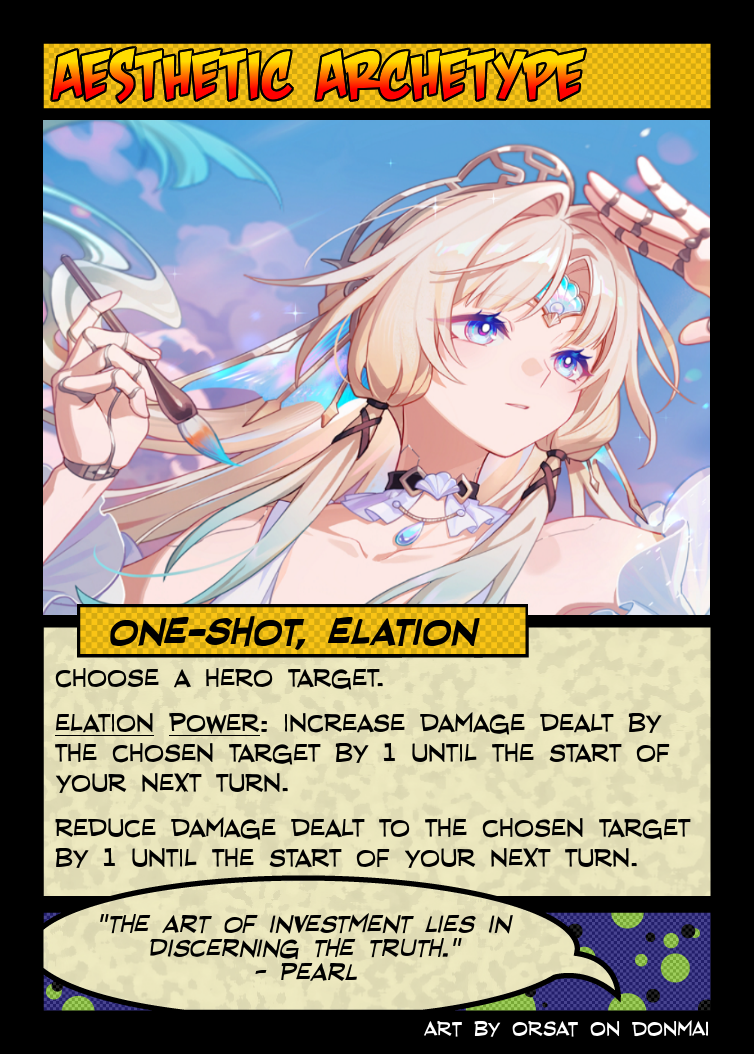 AESTHETIC ARCHETYPE
ONE-SHOT, ELATION
CHOOSE A HERO TARGET.
ELATION POWER: INCREASE DAMAGE DEALT BY
THE CHOSEN TARGET BY 1 UNTIL THE START OF
YOUR NEXT TURN.
REDUCE DAMAGE DEALT TO THE CHOSEN TARGET
BY 1 UNTIL THE START OF YOUR NEXT TURN.
"THE ART OF INVESTMENT LIES IN
DISCERNING THE TRUTH."
- PEARL
ART BY ORSAT ON DONMAI